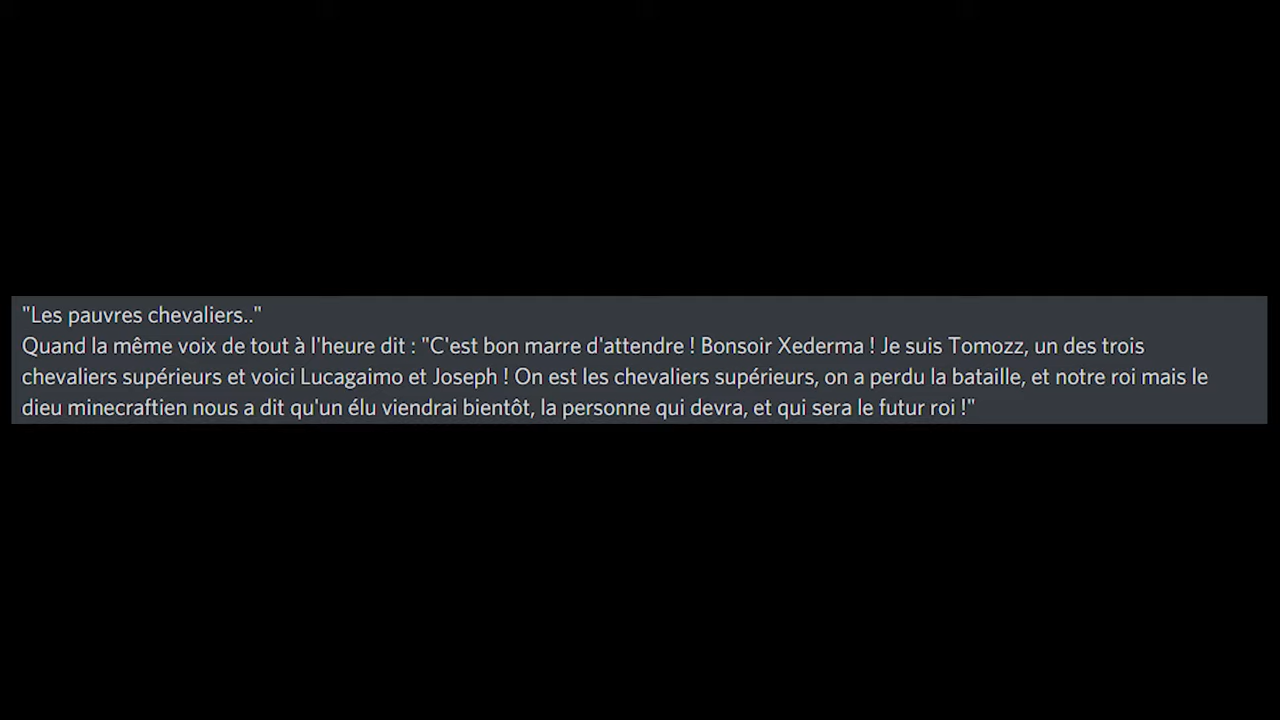 "Les pauvres chevaliers.."
Quand la même voix de tout à l'heure dit : "C'est bon marre d'attendre ! Bonsoir Xederma ! Je suis Tomozz, un des trois
chevaliers supérieurs et voici Lucagaimo et Joseph ! On est les chevaliers supérieurs, on a perdu la bataille, et notre roi mais le
dieu minecraftien nous a dit qu'un élu viendrai bientôt, la personne qui devra, et qui sera le futur roi !"